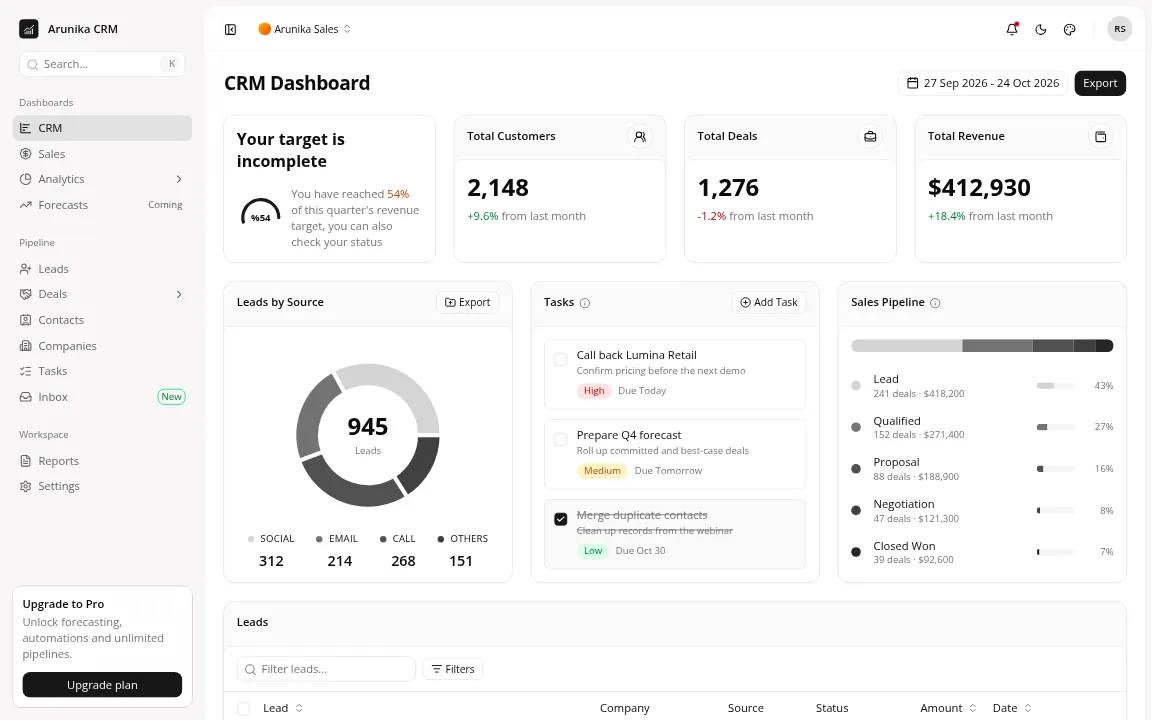 Arunika CRM
Search...
K
Dashboards
CRM
Sales
Analytics
Forecasts
Coming
Pipeline
Leads
Deals
Contacts
Companies
Tasks
Inbox
New
Workspace
Reports
Settings
Upgrade to Pro
Unlock forecasting,
automations and unlimited
pipelines.
Upgrade plan
Arunika Sales
RS
CRM Dashboard
27 Sep 2026 - 24 Oct 2026
Export
Your target is
incomplete
%54
You have reached 54%
of this quarter's revenue
target, you can also
check your status
Total Customers
2,148
+9.6% from last month
Total Deals
1,276
-1.2% from last month
Total Revenue
$412,930
+18.4% from last month
Leads by Source
Export
945
Leads
SOCIAL
312
EMAIL
214
CALL
268
OTHERS
151
Tasks
Add Task
Call back Lumina Retail
Confirm pricing before the next demo
High
Due Today
Prepare Q4 forecast
Roll up committed and best-case deals
Medium
Due Tomorrow
Merge duplicate contacts
Clean up records from the webinar
Low
Due Oct 30
Sales Pipeline
Lead
241 deals · $418,200
43%
Qualified
152 deals · $271,400
27%
Proposal
88 deals · $188,900
16%
Negotiation
47 deals · $121,300
8%
Closed Won
39 deals · $92,600
7%
Leads
Filter leads...
Filters
Lead
Company
Source
Status
Amount
Date